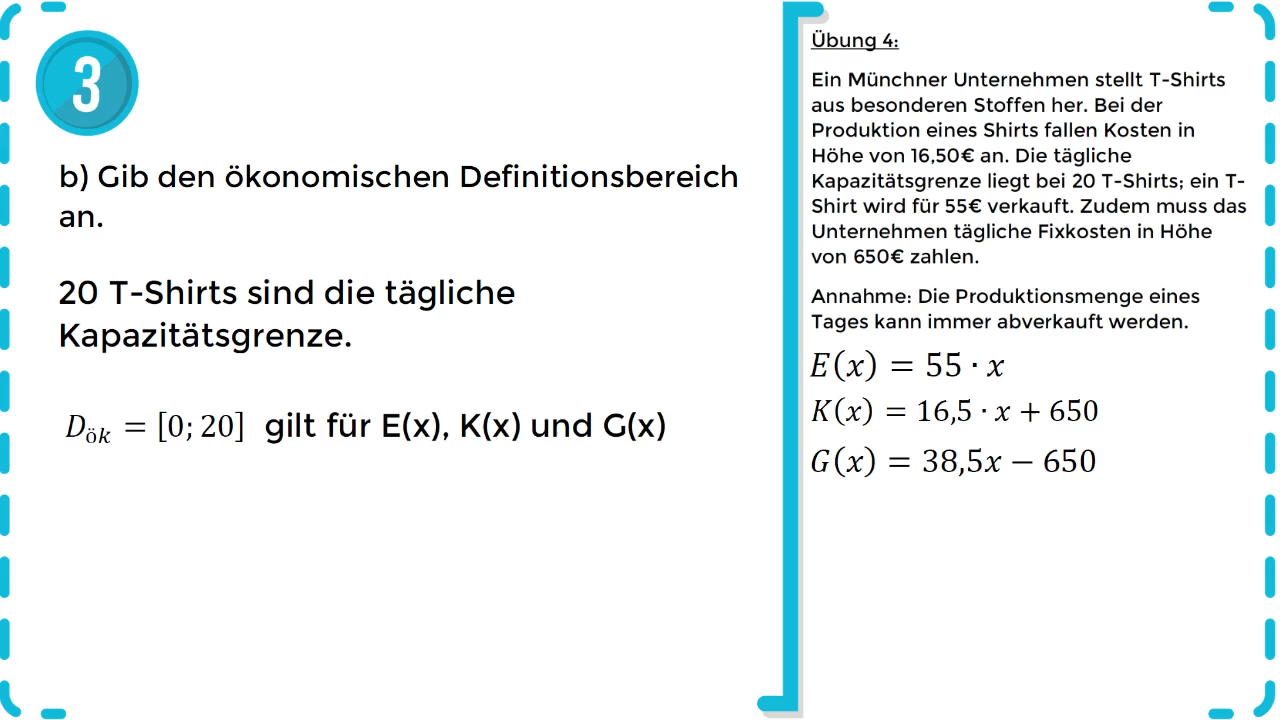 3
b) Gib den ökonomischen Definitionsbereich
an.
20 T-Shirts sind die tägliche
Kapazitätsgrenze.
D_ök = [0; 20] gilt für E(x), K(x) und G(x)
Übung 4:
Ein Münchner Unternehmen stellt T-Shirts
aus besonderen Stoffen her. Bei der
Produktion eines Shirts fallen Kosten in
Höhe von 16,50€ an. Die tägliche
Kapazitätsgrenze liegt bei 20 T-Shirts; ein T-
Shirt wird für 55€ verkauft. Zudem muss das
Unternehmen tägliche Fixkosten in Höhe
von 650€ zahlen.
Annahme: Die Produktionsmenge eines
Tages kann immer abverkauft werden.
E(x) = 55 · x
K(x) = 16,5 · x + 650
G(x) = 38,5x − 650